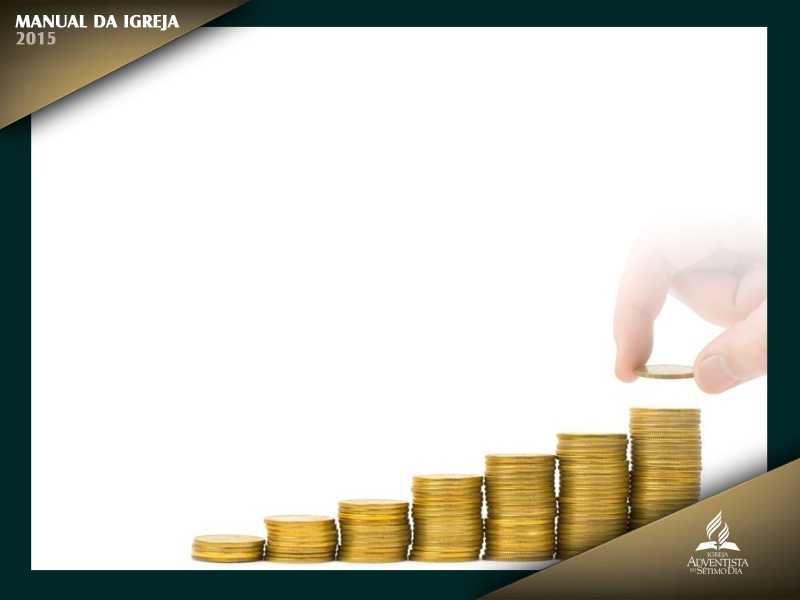 MANUAL DA IGREJA
2015
IGREJA
ADVENTISTA
DO SÉTIMO DIA